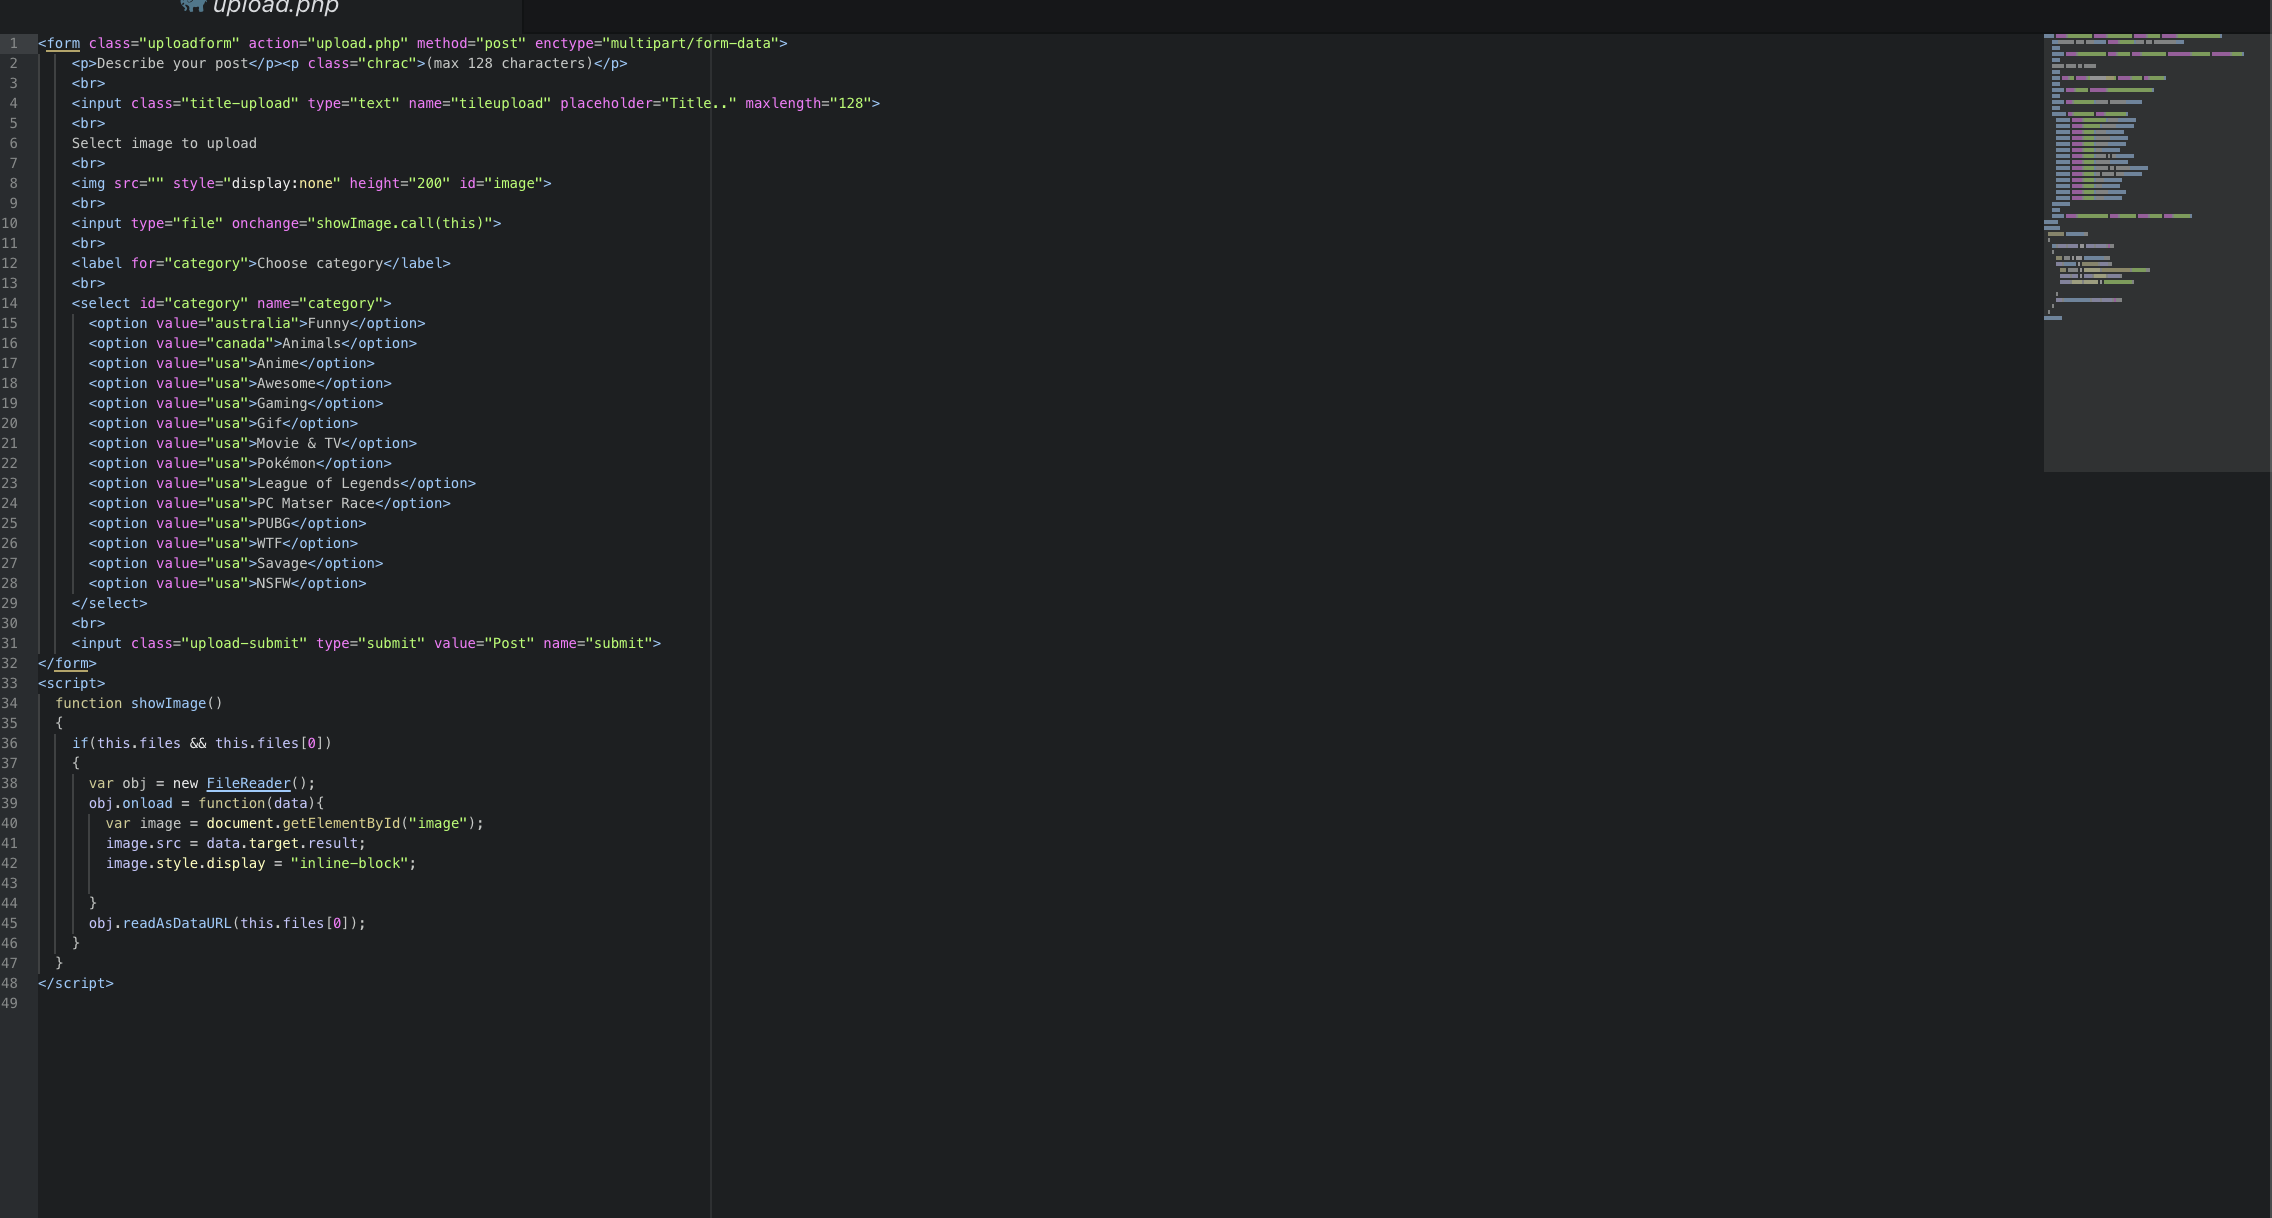 upload.php
1 <form class="uploadform" action="upload.php" method="post" enctype="multipart/form-data">
2 <p>Describe your post</p><p class="chrac">(max 128 characters)</p>
3 <br>
4 <input class="title-upload" type="text" name="tileupload" placeholder="Title.." maxlength="128">
5 <br>
6 Select image to upload
7 <br>
8 <img src="" style="display:none" height="200" id="image">
9 <br>
10 <input type="file" onchange="showImage.call(this)">
11 <br>
12 <label for="category">Choose category</label>
13 <br>
14 <select id="category" name="category">
15 <option value="australia">Funny</option>
16 <option value="canada">Animals</option>
17 <option value="usa">Anime</option>
18 <option value="usa">Awesome</option>
19 <option value="usa">Gaming</option>
20 <option value="usa">Gif</option>
21 <option value="usa">Movie & TV</option>
22 <option value="usa">Pokémon</option>
23 <option value="usa">League of Legends</option>
24 <option value="usa">PC Matser Race</option>
25 <option value="usa">PUBG</option>
26 <option value="usa">WTF</option>
27 <option value="usa">Savage</option>
28 <option value="usa">NSFW</option>
29 </select>
30 <br>
31 <input class="upload-submit" type="submit" value="Post" name="submit">
32 </form>
33 <script>
34 function showImage()
35 {
36 if(this.files && this.files[0])
37 {
38 var obj = new FileReader();
39 obj.onload = function(data){
40 var image = document.getElementById("image");
41 image.src = data.target.result;
42 image.style.display = "inline-block";
43
44 }
45 obj.readAsDataURL(this.files[0]);
46 }
47 }
48 </script>
49